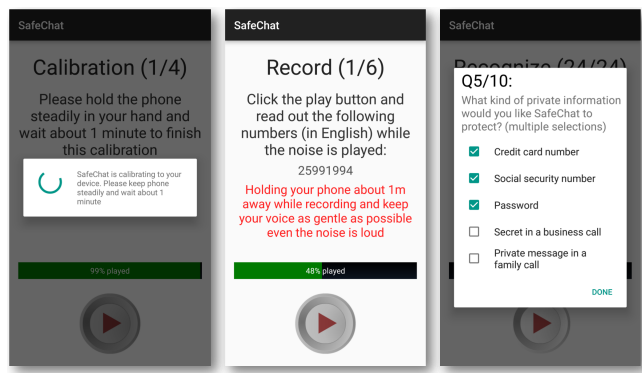 SafeChat
Calibration (1/4)
Please hold the phone
steadily in your hand and
wait about 1 minute to finish
this calibration
SafeChat is calibrating to your
device. Please keep phone
steadily and wait about 1
minute
99% played
SafeChat
Record (1/6)
Click the play button and
read out the following
numbers (in English) while
the noise is played:
25991994
Holding your phone about 1m
away while recording and keep
your voice as gentle as possible
even the noise is loud
48% played
SafeChat
Recognize (24/24)
Q5/10:
What kind of private information
would you like SafeChat to
protect? (multiple selections)
Credit card number
Social security number
Password
Secret in a business call
Private message in a
family call
DONE